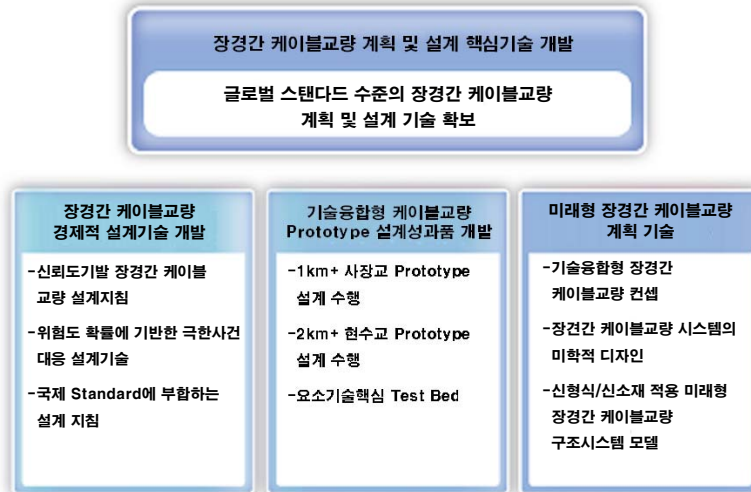 장경간 케이블교량 계획 및 설계 핵심기술 개발
글로벌 스탠다드 수준의 장경간 케이블교량
계획 및 설계 기술 확보
장경간 케이블교량
경제적 설계기술 개발
-신뢰도기발 장경간 케이블
교량 설계지침
-위험도 확률에 기반한 극한사건
대응 설계기술
-국제 Standard에 부합하는
설계 지침
기술융합형 케이블교량
Prototype 설계성과품 개발
-1km+ 사장교 Prototype
설계 수행
-2km+ 현수교 Prototype
설계 수행
-요소기술핵심 Test Bed
미래형 장경간 케이블교량
계획 기술
-기술융합형 장경간
케이블교량 컨셉
-장견간 케이블교량 시스템의
미학적 디자인
-신형식/신소재 적용 미래형
장경간 케이블교량
구조시스템 모델